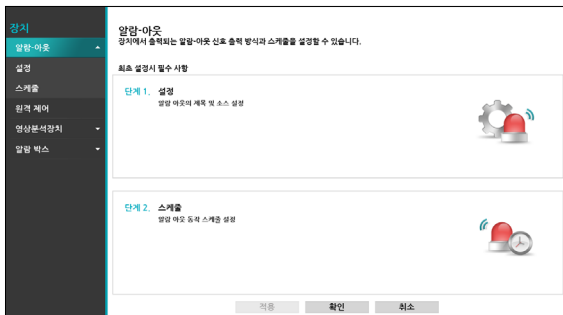 장치
알람-아웃
설정
스케줄
원격 제어
영상분석장치
알람 박스
알람-아웃
장치에서 출력되는 알람-아웃 신호 출력 방식과 스케줄을 설정할 수 있습니다.
최초 설정시 필수 사항
단계 1. 설정
알람 아웃의 제목 및 소스 설정
단계 2. 스케줄
알람 아웃 동작 스케줄 설정
적용 확인 취소